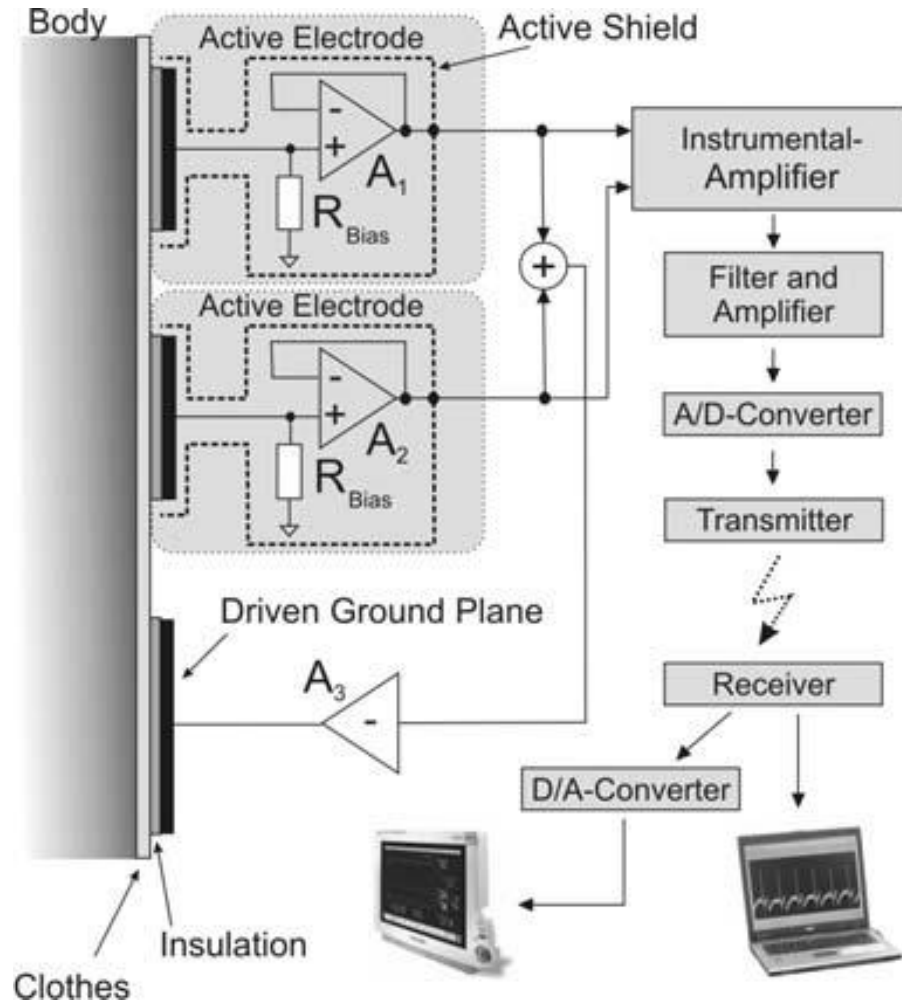 Body
Active Electrode
Active Shield
-
+
A1
RBias
Instrumental-
Amplifier
+
Filter and
Amplifier
Active Electrode
-
+
A2
RBias
A/D-Converter
Transmitter
Driven Ground Plane
A3
-
Receiver
D/A-Converter
Insulation
Clothes